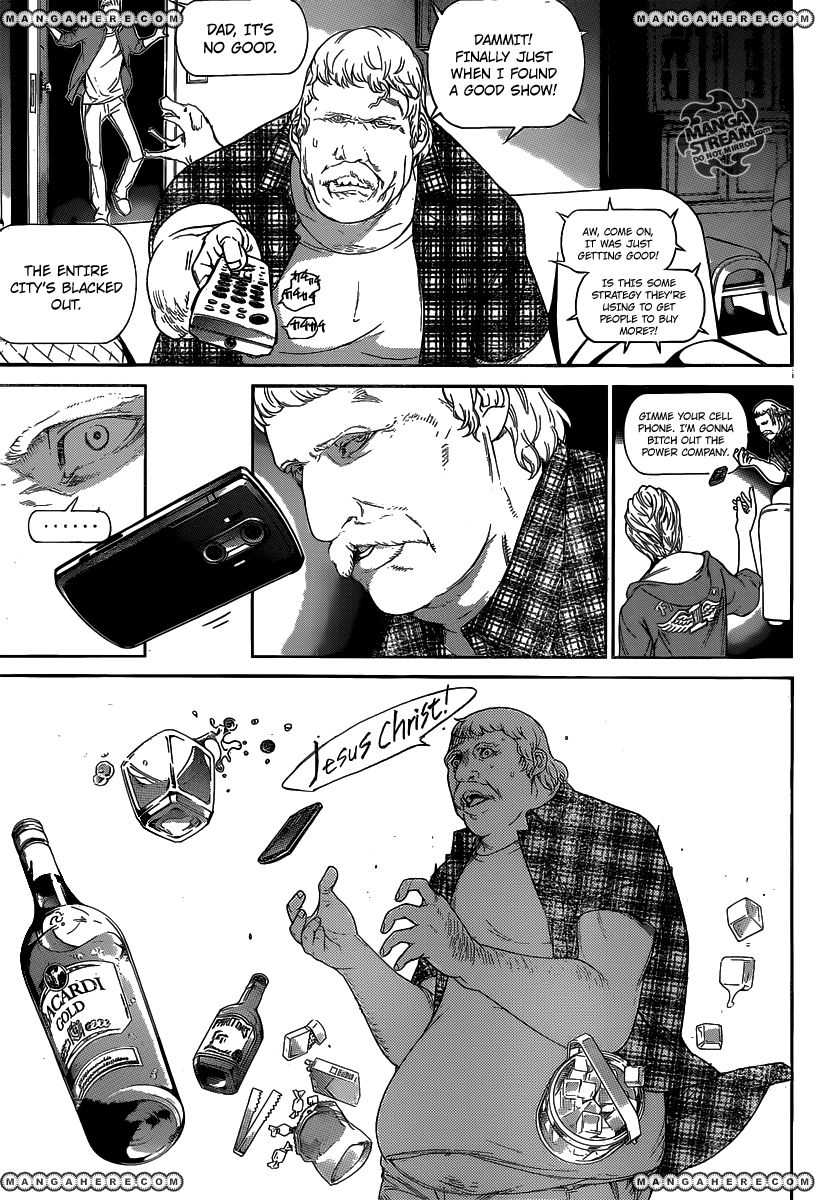 MANGAHERE.COM
MANGAHERE.COM
DAD, IT'S
NO GOOD.
DAMMIT!
FINALLY JUST
WHEN I FOUND
A GOOD SHOW!
MANGA
STREAM.com
DO NOT MIRROR
AW, COME ON,
IT WAS JUST
GETTING GOOD!
THE ENTIRE
CITY'S BLACKED
OUT.
IS THIS SOME
STRATEGY THEY'RE
USING TO GET
PEOPLE TO BUY
MORE?!
GIMME YOUR CELL
PHONE. I'M GONNA
BITCH OUT THE
POWER COMPANY.
......
Jesus Christ!
BACARDI
GOLD
MANGAHERE.COM
MANGAHERE.COM